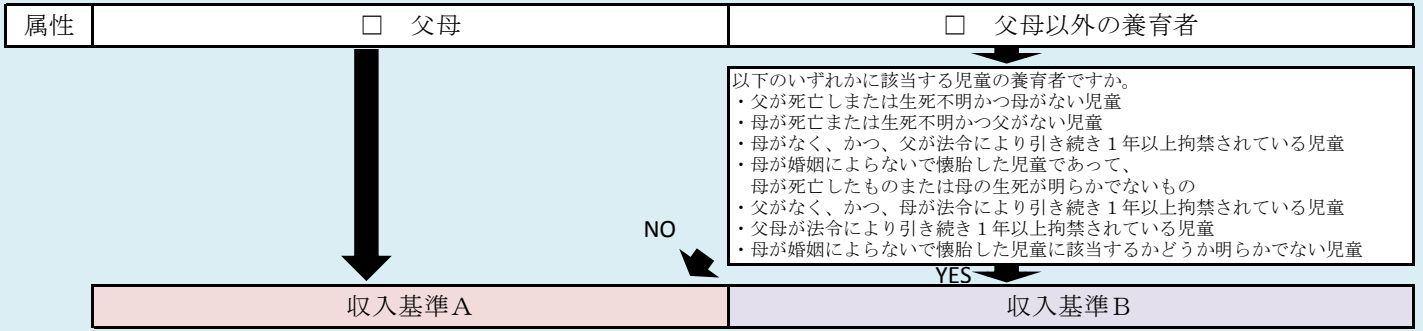 属性
□ 父母
□ 父母以外の養育者
以下のいずれかに該当する児童の養育者ですか。
・父が死亡しまたは生死不明かつ母がない児童
・母が死亡または生死不明かつ父がない児童
・母がなく、かつ、父が法令により引き続き１年以上拘禁されている児童
・母が婚姻によらないで懐胎した児童であって、
母が死亡したものまたは母の生死が明らかでないもの
・父がなく、かつ、母が法令により引き続き１年以上拘禁されている児童
・父母が法令により引き続き１年以上拘禁されている児童
・母が婚姻によらないで懐胎した児童に該当するかどうか明らかでない児童
NO
YES
収入基準Ａ
収入基準Ｂ